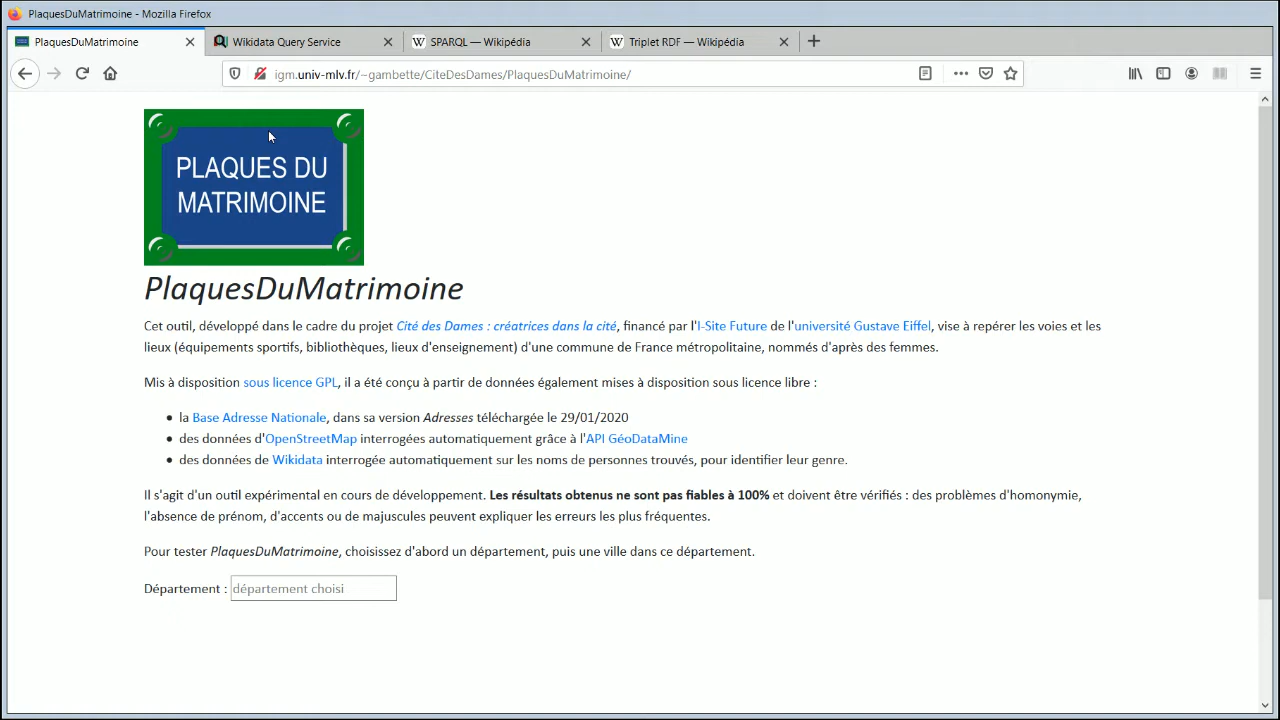 PlaquesDuMatrimoine - Mozilla Firefox
PlaquesDuMatrimoine
Wikidata Query Service
SPARQL — Wikipédia
Triplet RDF — Wikipédia
igm.univ-mlv.fr/~gambette/CiteDesDames/PlaquesDuMatrimoine/
PLAQUES DU
MATRIMOINE
PlaquesDuMatrimoine
Cet outil, développé dans le cadre du projet Cité des Dames : créatrices dans la cité, financé par l'I-Site Future de l'université Gustave Eiffel, vise à repérer les voies et les
lieux (équipements sportifs, bibliothèques, lieux d'enseignement) d'une commune de France métropolitaine, nommés d'après des femmes.
Mis à disposition sous licence GPL, il a été conçu à partir de données également mises à disposition sous licence libre :
• la Base Adresse Nationale, dans sa version Adresses téléchargée le 29/01/2020
• des données d'OpenStreetMap interrogées automatiquement grâce à l'API GéoDataMine
• des données de Wikidata interrogée automatiquement sur les noms de personnes trouvés, pour identifier leur genre.
Il s'agit d'un outil expérimental en cours de développement. Les résultats obtenus ne sont pas fiables à 100% et doivent être vérifiés : des problèmes d'homonymie,
l'absence de prénom, d'accents ou de majuscules peuvent expliquer les erreurs les plus fréquentes.
Pour tester PlaquesDuMatrimoine, choisissez d'abord un département, puis une ville dans ce département.
Département : département choisi